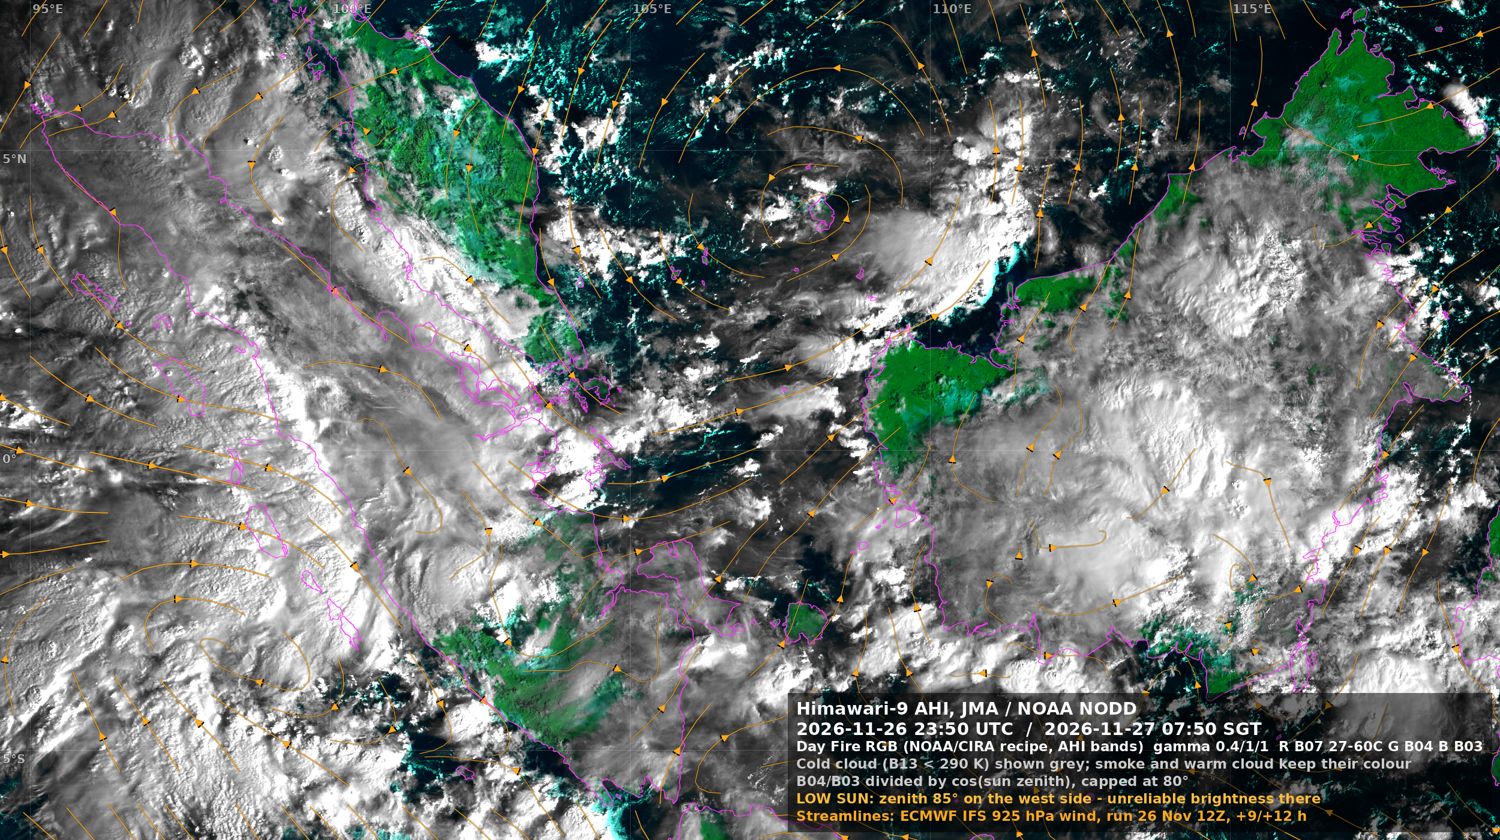 95°E 100°E 105°E 110°E 115°E
5°N
0°
5°S
Himawari-9 AHI, JMA / NOAA NODD
2026-11-26 23:50 UTC / 2026-11-27 07:50 SGT
Day Fire RGB (NOAA/CIRA recipe, AHI bands) gamma 0.4/1/1 R B07 27-60C G B04 B B03
Cold cloud (B13 < 290 K) shown grey; smoke and warm cloud keep their colour
B04/B03 divided by cos(sun zenith), capped at 80°
LOW SUN: zenith 85° on the west side - unreliable brightness there
Streamlines: ECMWF IFS 925 hPa wind, run 26 Nov 12Z, +9/+12 h